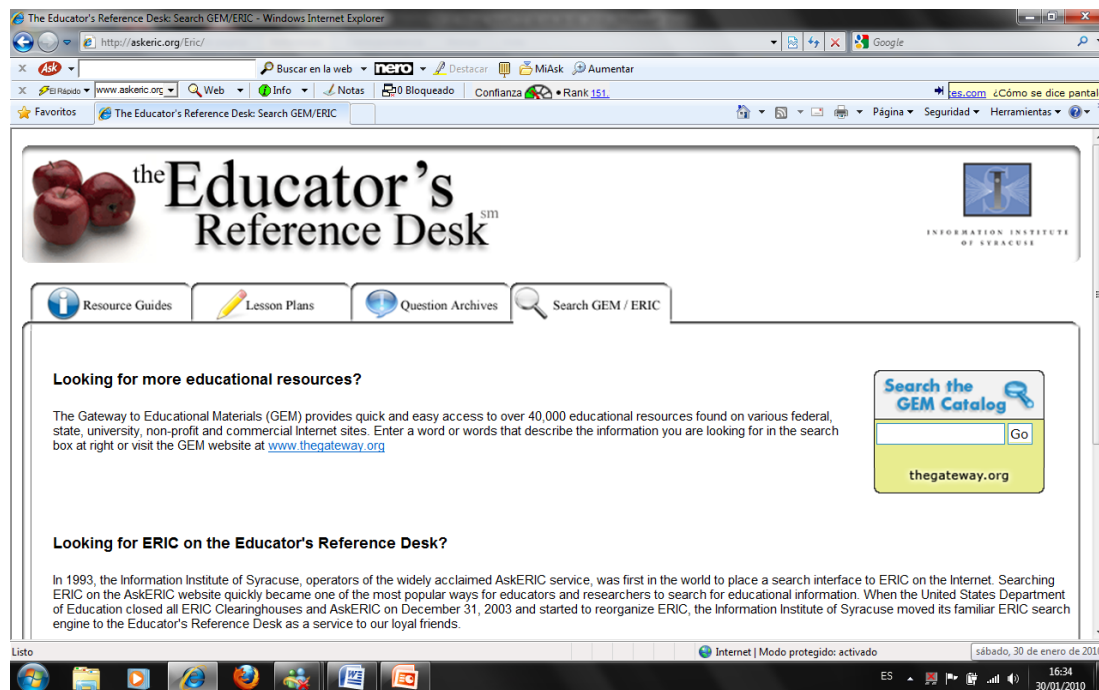 The Educator's Reference Desk: Search GEM/ERIC - Windows Internet Explorer
http://askeric.org/Eric/
Google
Ask
Buscar en la web
nero
Destacar
MiAsk
Aumentar
El Rápido
www.askeric.org
Web
Info
Notas
0 Bloqueado
Confianza
Rank 151.
es.com ¿Cómo se dice pantal
Favoritos
The Educator's Reference Desk: Search GEM/ERIC
Página
Seguridad
Herramientas
the Educator's
Reference Desk sm
INFORMATION INSTITUTE
OF SYRACUSE
Resource Guides
Lesson Plans
Question Archives
Search GEM / ERIC
Looking for more educational resources?
The Gateway to Educational Materials (GEM) provides quick and easy access to over 40,000 educational resources found on various federal,
state, university, non-profit and commercial Internet sites. Enter a word or words that describe the information you are looking for in the search
box at right or visit the GEM website at www.thegateway.org
Search the
GEM Catalog
Go
thegateway.org
Looking for ERIC on the Educator's Reference Desk?
In 1993, the Information Institute of Syracuse, operators of the widely acclaimed AskERIC service, was first in the world to place a search interface to ERIC on the Internet. Searching
ERIC on the AskERIC website quickly became one of the most popular ways for educators and researchers to search for educational information. When the United States Department
of Education closed all ERIC Clearinghouses and AskERIC on December 31, 2003 and started to reorganize ERIC, the Information Institute of Syracuse moved its familiar ERIC search
engine to the Educator's Reference Desk as a service to our loyal friends.
Listo
Internet | Modo protegido: activado
sábado, 30 de enero de 2010
ES
16:34
30/01/2010